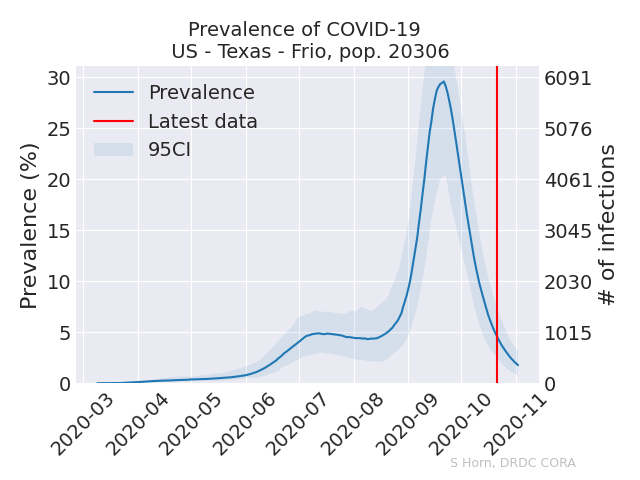 Prevalence of COVID-19
US - Texas - Frio, pop. 20306
Prevalence
Latest data
95CI
Prevalence (%)
30
25
20
15
10
5
0
6091
5076
4061
3045
2030
1015
0
# of infections
2020-03
2020-04
2020-05
2020-06
2020-07
2020-08
2020-09
2020-10
2020-11
S Horn, DRDC CORA